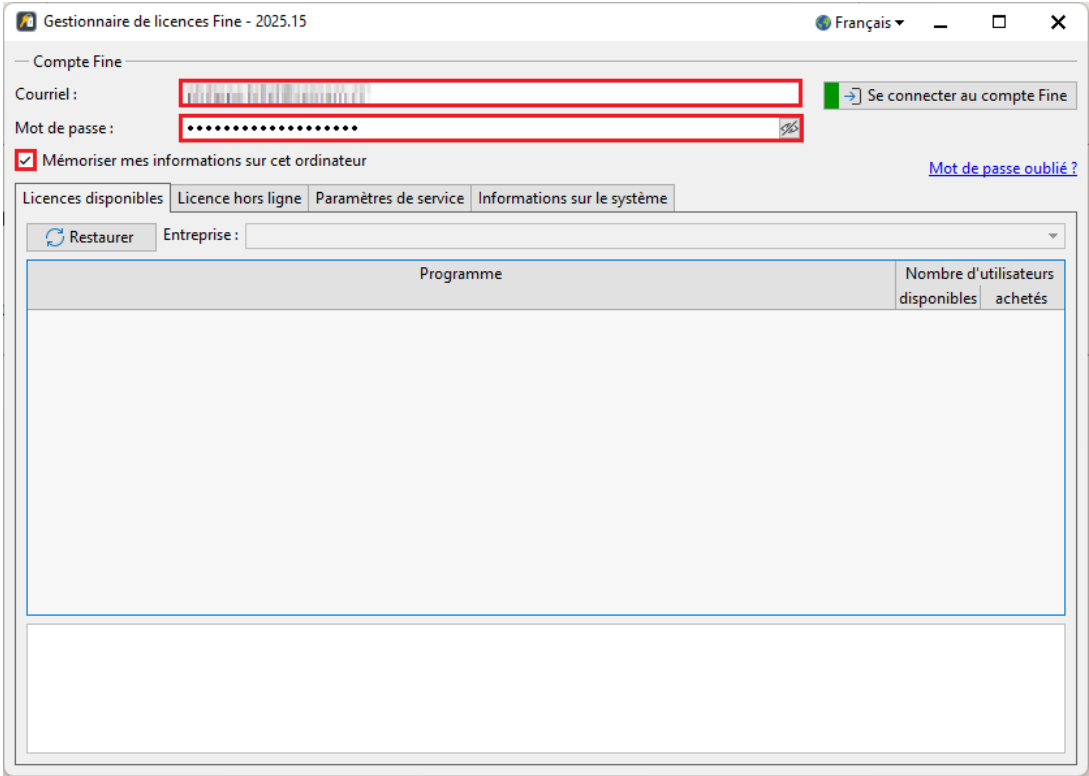 Gestionnaire de licences Fine - 2025.15
Français
Compte Fine
Courriel :
Se connecter au compte Fine
Mot de passe :
Mémoriser mes informations sur cet ordinateur
Mot de passe oublié ?
Licences disponibles Licence hors ligne Paramètres de service Informations sur le système
Restaurer Entreprise :
Programme Nombre d'utilisateurs
disponibles achetés